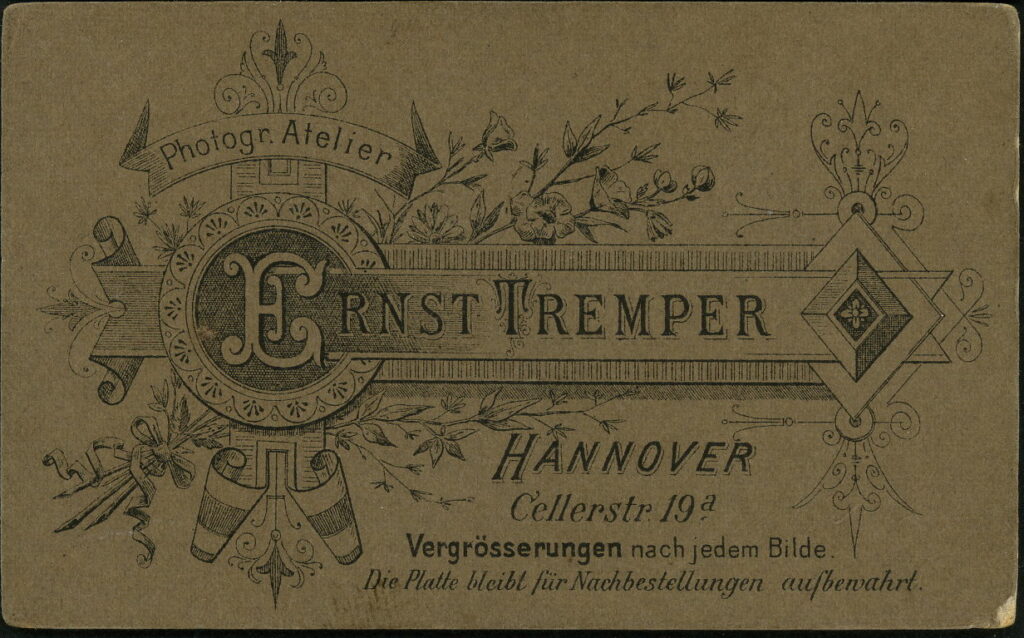 Photogr. Atelier
ERNST TREMPER
HANNOVER
Cellerstr. 19a
Vergrösserungen nach jedem Bilde.
Die Platte bleibt für Nachbestellungen aufbewahrt.